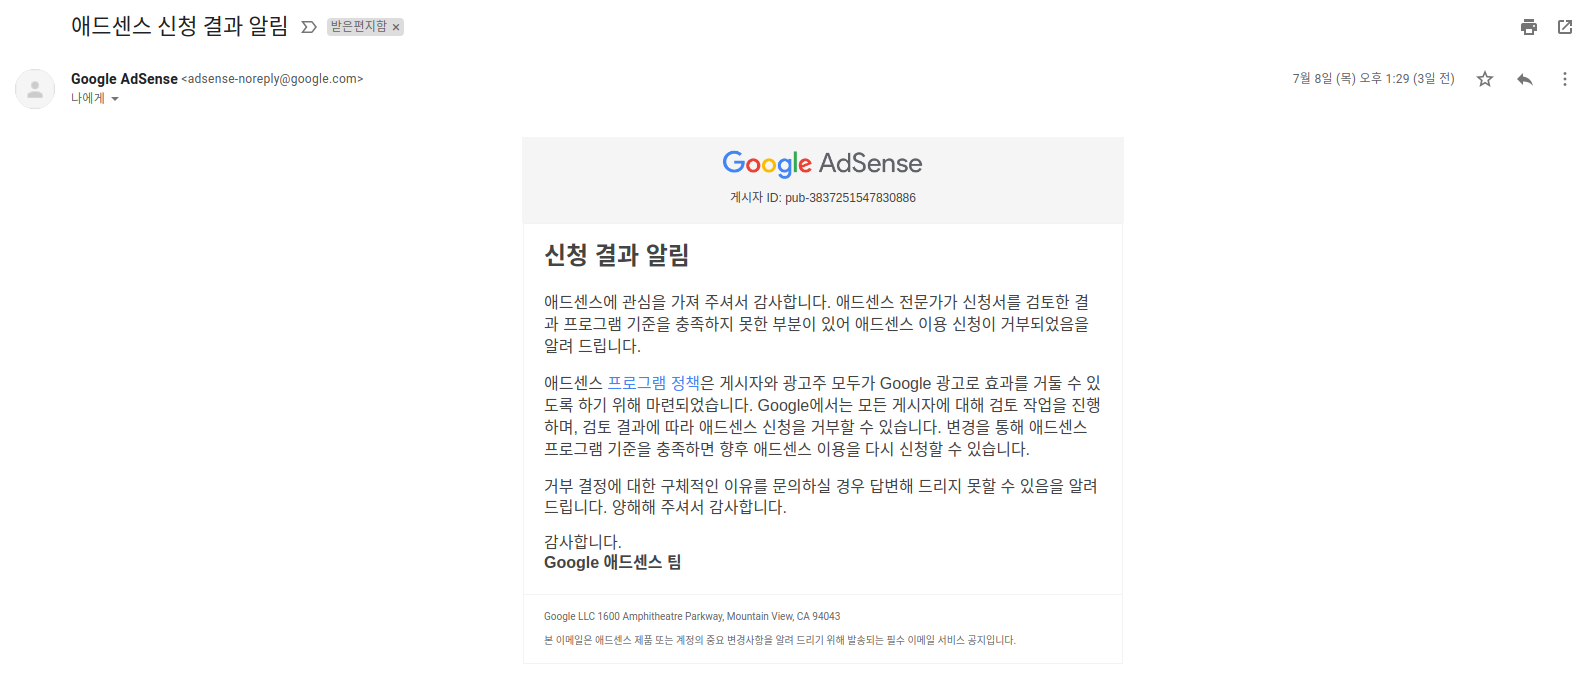 애드센스 신청 결과 알림
받은편지함 ×
Google AdSense <adsense-noreply@google.com>
7월 8일 (목) 오후 1:29 (3일 전)
나에게
Google AdSense
게시자 ID: pub-3837251547830886
신청 결과 알림
애드센스에 관심을 가져 주셔서 감사합니다. 애드센스 전문가가 신청서를 검토한 결
과 프로그램 기준을 충족하지 못한 부분이 있어 애드센스 이용 신청이 거부되었음을
알려 드립니다.
애드센스 프로그램 정책은 게시자와 광고주 모두가 Google 광고로 효과를 거둘 수 있
도록 하기 위해 마련되었습니다. Google에서는 모든 게시자에 대해 검토 작업을 진행
하며, 검토 결과에 따라 애드센스 신청을 거부할 수 있습니다. 변경을 통해 애드센스
프로그램 기준을 충족하면 향후 애드센스 이용을 다시 신청할 수 있습니다.
거부 결정에 대한 구체적인 이유를 문의하실 경우 답변해 드리지 못할 수 있음을 알려
드립니다. 양해해 주셔서 감사합니다.
감사합니다.
Google 애드센스 팀
Google LLC 1600 Amphitheatre Parkway, Mountain View, CA 94043
본 이메일은 애드센스 제품 또는 계정의 중요 변경사항을 알려 드리기 위해 발송되는 필수 이메일 서비스 공지입니다.